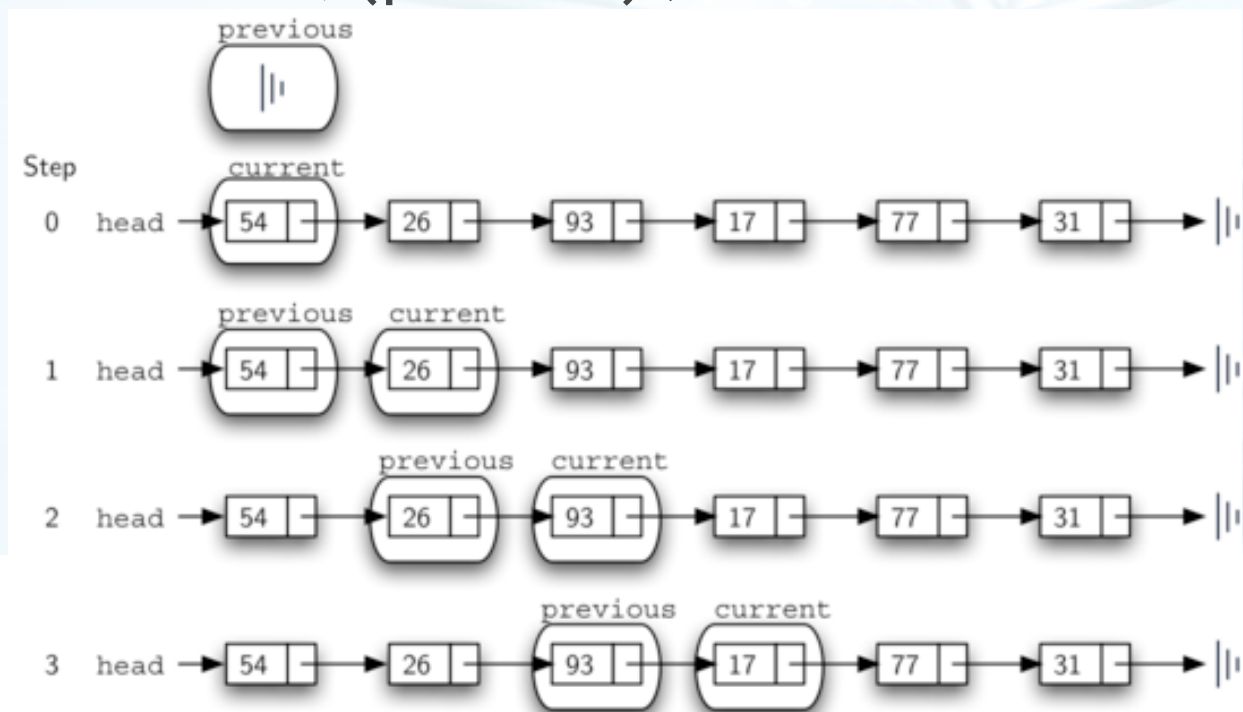 previous
Step current
0 head 54 26 93 17 77 31
previous current
1 head 54 26 93 17 77 31
previous current
2 head 54 26 93 17 77 31
previous current
3 head 54 26 93 17 77 31